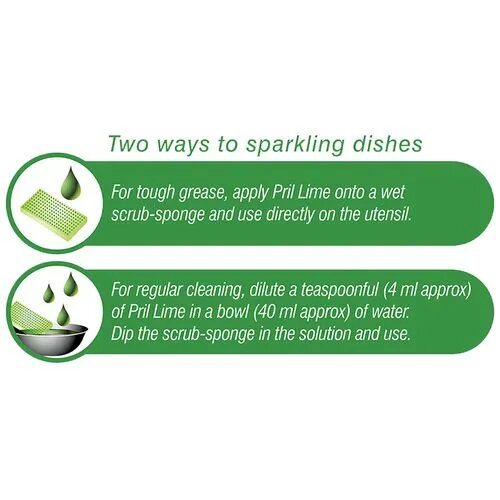 Two ways to sparkling dishes
For tough grease, apply Pril Lime onto a wet
scrub-sponge and use directly on the utensil.
For regular cleaning, dilute a teaspoonful (4 ml approx)
of Pril Lime in a bowl (40 ml approx) of water.
Dip the scrub-sponge in the solution and use.